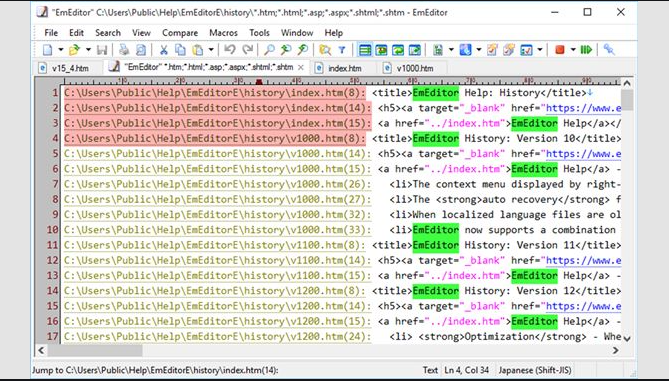 "EmEditor" C:\Users\Public\Help\EmEditorE\history\*.htm;*.html;*.asp;*.aspx;*.shtml;*.shtm - EmEditor
File Edit Search View Compare Macros Tools Window Help
v15_4.htm "EmEditor" *.htm;*.html;*.asp;*.aspx;*.shtml;*.shtm index.htm v1000.htm
1 C:\Users\Public\Help\EmEditorE\history\index.htm(8): <title>EmEditor Help: History</title>↓
2 C:\Users\Public\Help\EmEditorE\history\index.htm(14): <h5><a target="_blank" href="https://www.e
3 C:\Users\Public\Help\EmEditorE\history\index.htm(15): <a href="../index.htm">EmEditor Help</a></
4 C:\Users\Public\Help\EmEditorE\history\v1000.htm(8): <title>EmEditor History: Version 10</title>
5 C:\Users\Public\Help\EmEditorE\history\v1000.htm(14): <h5><a target="_blank" href="https://www.e
6 C:\Users\Public\Help\EmEditorE\history\v1000.htm(15): <a href="../index.htm">EmEditor Help</a> -
7 C:\Users\Public\Help\EmEditorE\history\v1000.htm(26): <li>The context menu displayed by right-
8 C:\Users\Public\Help\EmEditorE\history\v1000.htm(27): <li>The <strong>auto recovery</strong> f
9 C:\Users\Public\Help\EmEditorE\history\v1000.htm(32): <li>When localized language files are ol
10 C:\Users\Public\Help\EmEditorE\history\v1000.htm(33): <li>EmEditor now supports a combination
11 C:\Users\Public\Help\EmEditorE\history\v1100.htm(8): <title>EmEditor History: Version 11</title>
12 C:\Users\Public\Help\EmEditorE\history\v1100.htm(14): <h5><a target="_blank" href="https://www.e
13 C:\Users\Public\Help\EmEditorE\history\v1100.htm(15): <a href="../index.htm">EmEditor Help</a> -
14 C:\Users\Public\Help\EmEditorE\history\v1200.htm(8): <title>EmEditor History: Version 12</title>
15 C:\Users\Public\Help\EmEditorE\history\v1200.htm(14): <h5><a target="_blank" href="https://www.e
16 C:\Users\Public\Help\EmEditorE\history\v1200.htm(15): <a href="../index.htm">EmEditor Help</a> -
17 C:\Users\Public\Help\EmEditorE\history\v1200.htm(24): <li> <strong>Optimization</strong> - Whe
Jump to C:\Users\Public\Help\EmEditorE\history\index.htm(14): Text Ln 4, Col 34 Japanese (Shift-JIS)